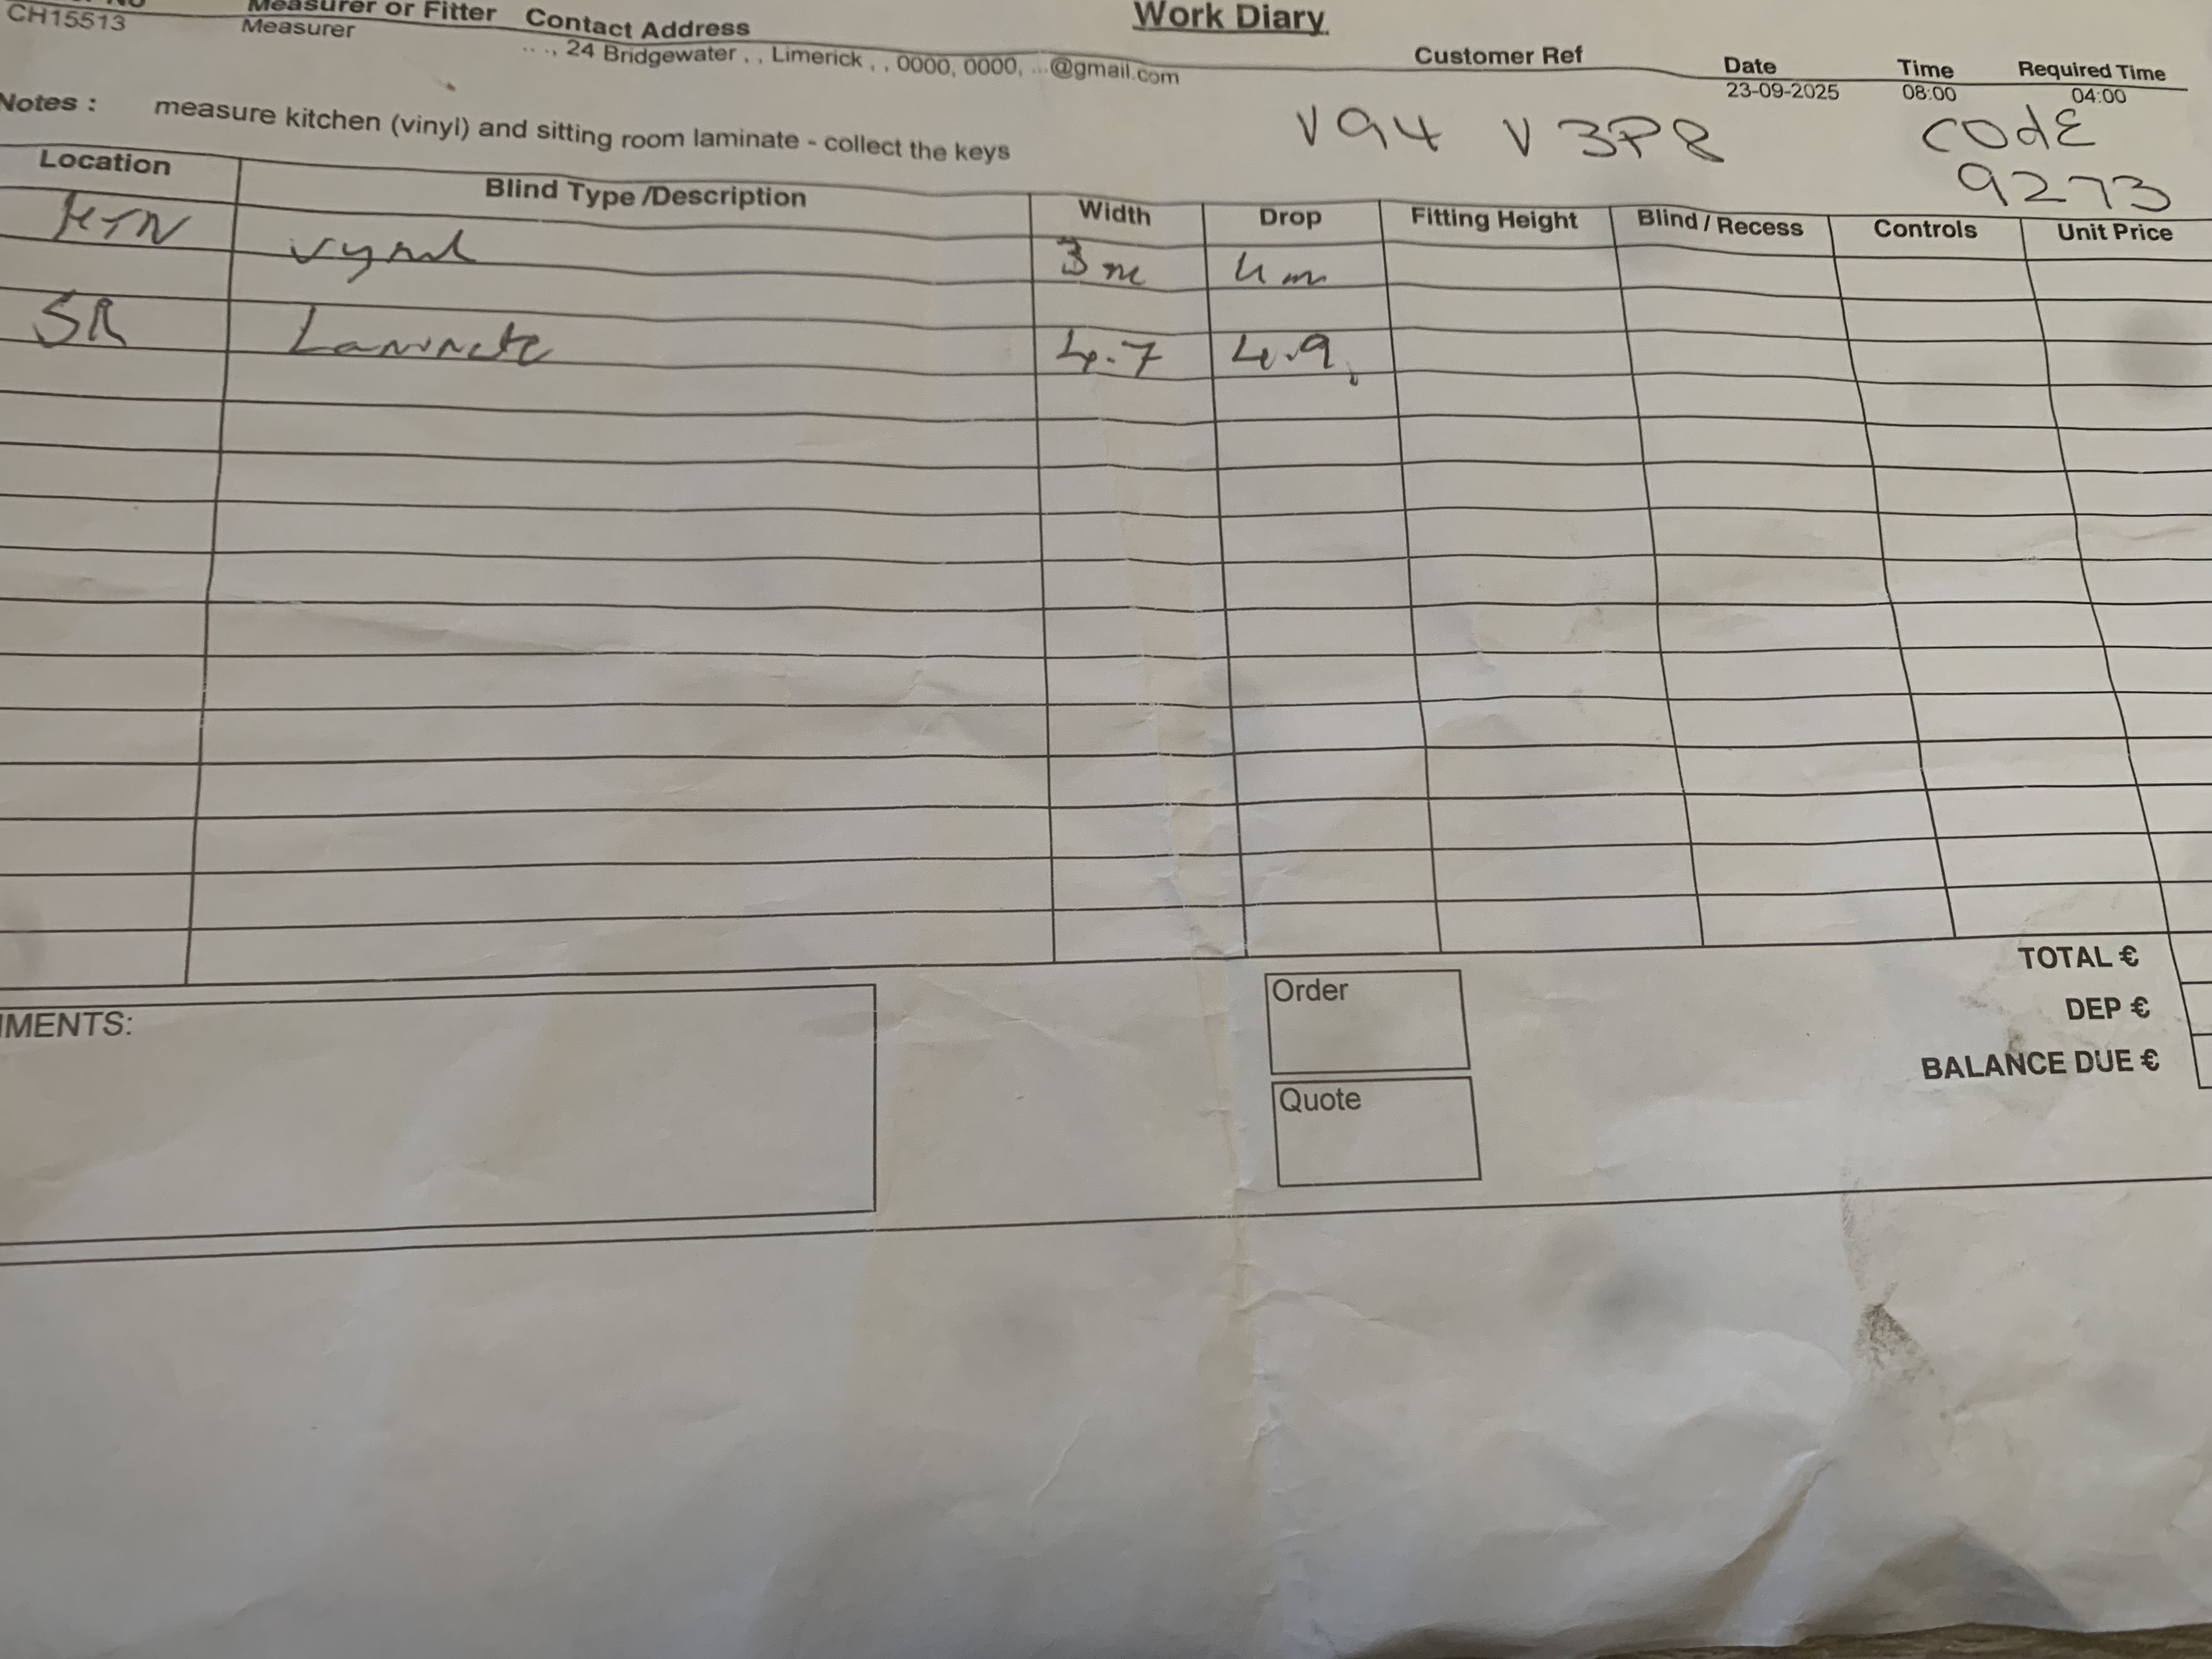 Work Diary
Measurer or Fitter Contact Address Customer Ref Date Time Required Time
CH15513 Measurer .. ., 24 Bridgewater , , Limerick , , 0000, 0000, ...@gmail.com 23-09-2025 08:00 04:00
Notes : measure kitchen (vinyl) and sitting room laminate - collect the keys
V94 V3P8 CODE
9273
Location Blind Type /Description Width Drop Fitting Height Blind / Recess Controls Unit Price
KTN vynl 3m 4m
SR Laminate 4.7 4.9
TOTAL €
DEP €
BALANCE DUE €
MENTS:
Order
Quote